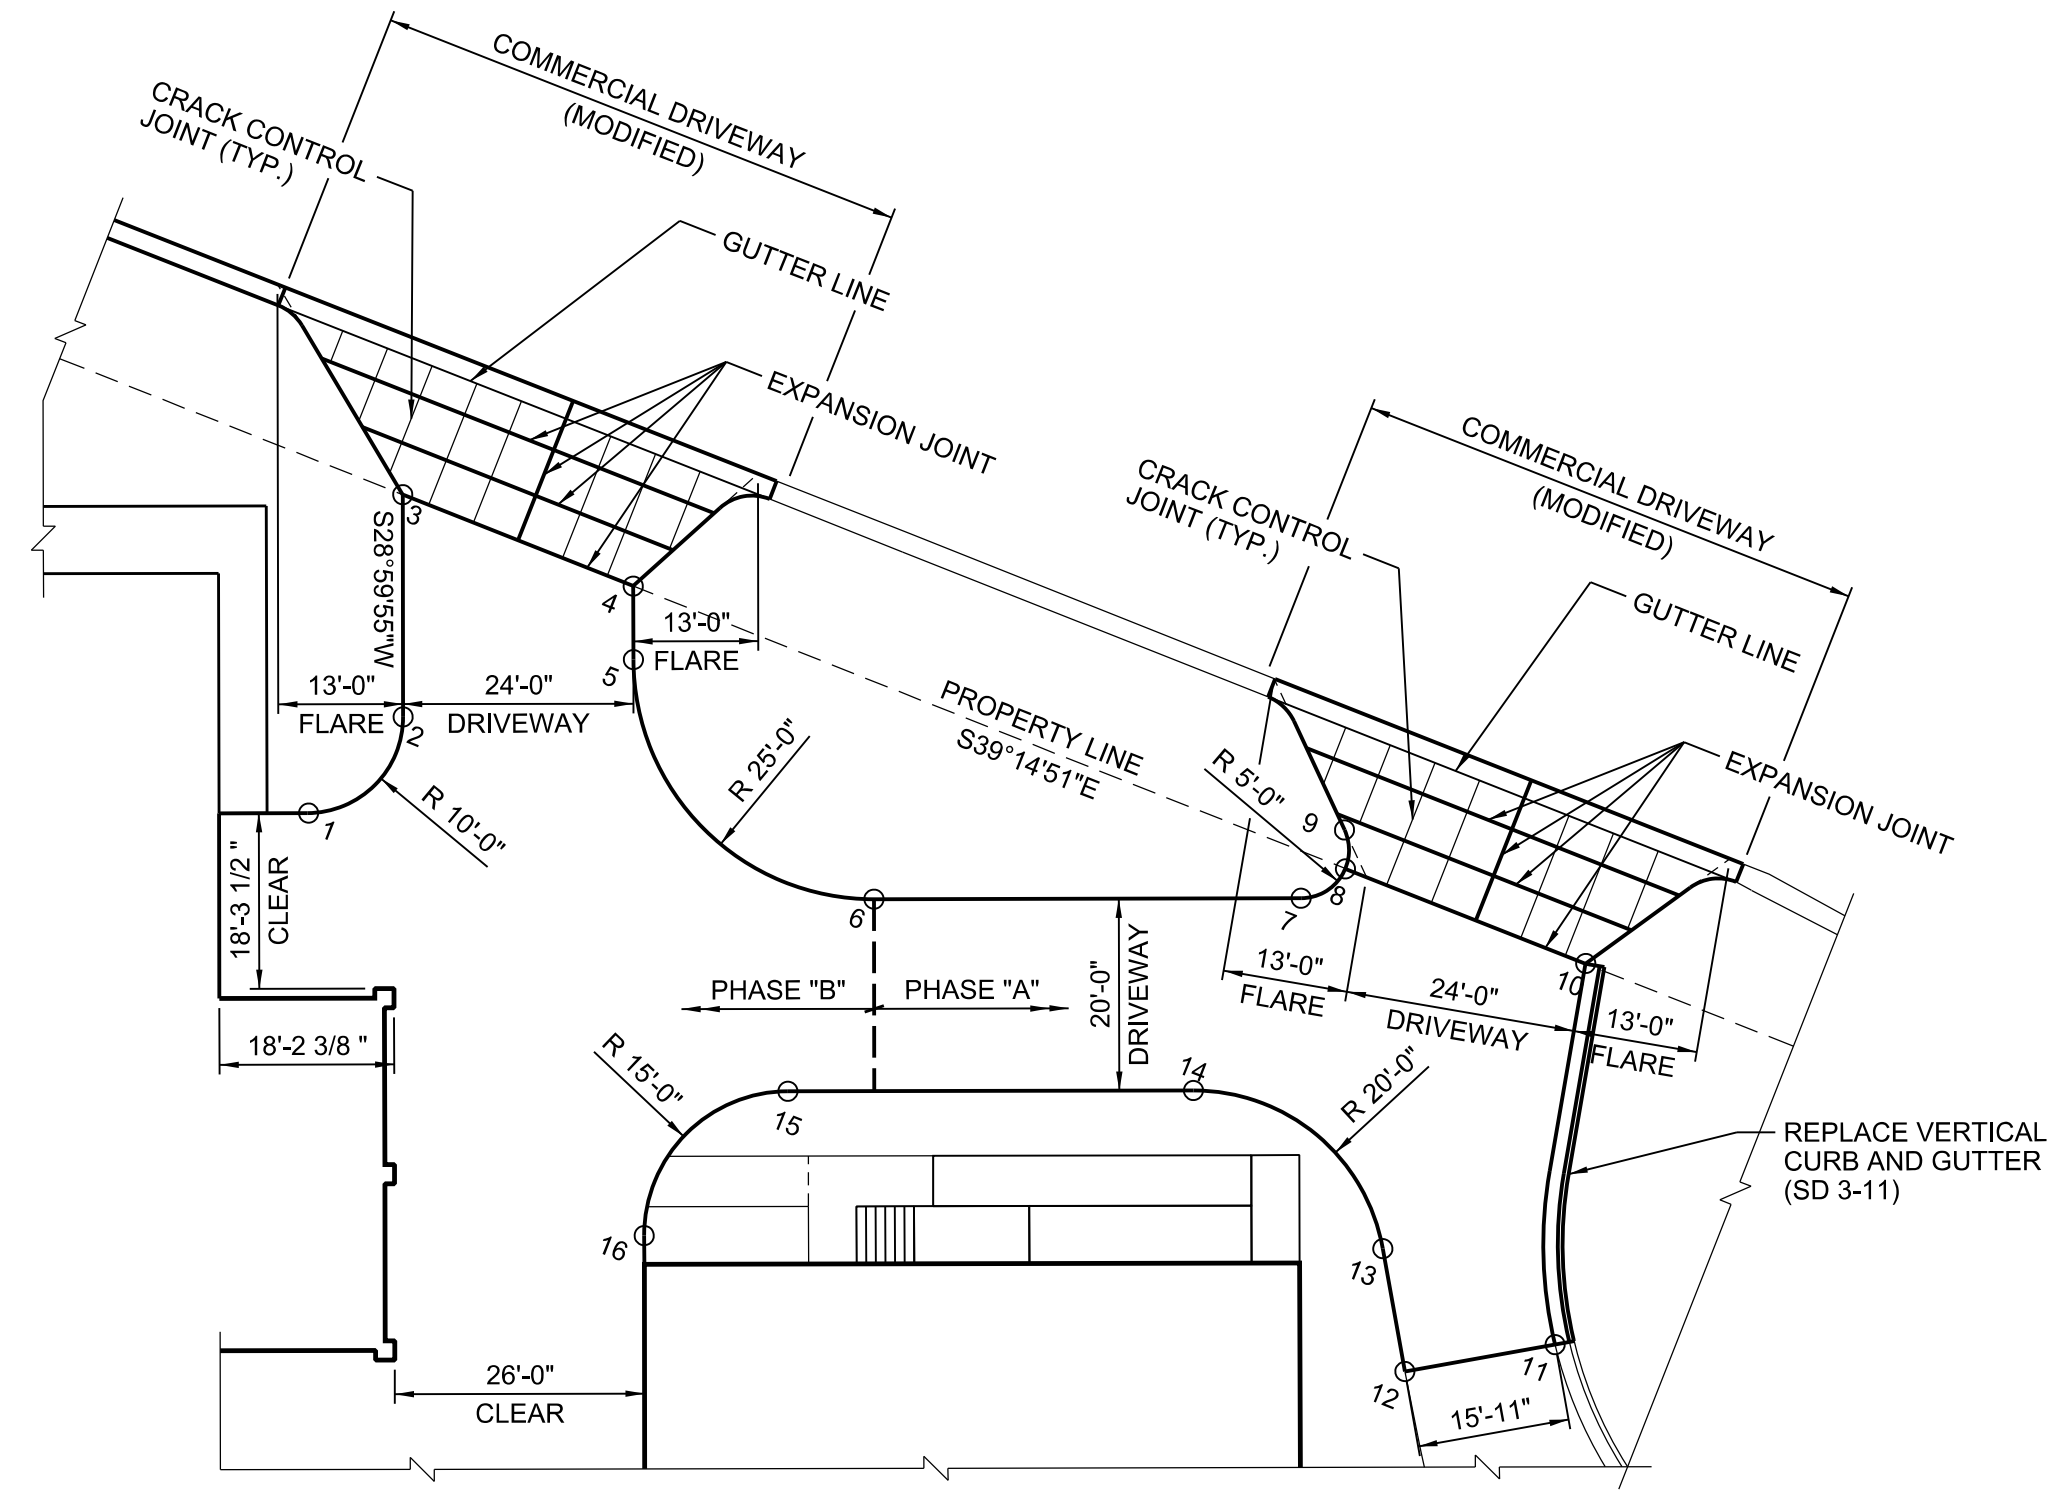 COMMERCIAL DRIVEWAY
(MODIFIED)
CRACK CONTROL
JOINT (TYP.)
GUTTER LINE
EXPANSION JOINT
COMMERCIAL DRIVEWAY
(MODIFIED)
CRACK CONTROL
JOINT (TYP.)
GUTTER LINE
EXPANSION JOINT
3
S28°59'55"W
4
13'-0"
FLARE
5
13'-0"
FLARE
24'-0"
DRIVEWAY
2
PROPERTY LINE
S39°14'51"E
R 25'-0"
R 5'-0"
R 10'-0"
1
9
8
7
6
10
18'-3 1/2 "
CLEAR
PHASE "B"
PHASE "A"
20'-0"
DRIVEWAY
13'-0"
FLARE
24'-0"
DRIVEWAY
13'-0"
FLARE
18'-2 3/8 "
R 15'-0"
R 20'-0"
14
15
16
13
REPLACE VERTICAL
CURB AND GUTTER
(SD 3-11)
11
12
15'-11"
26'-0"
CLEAR